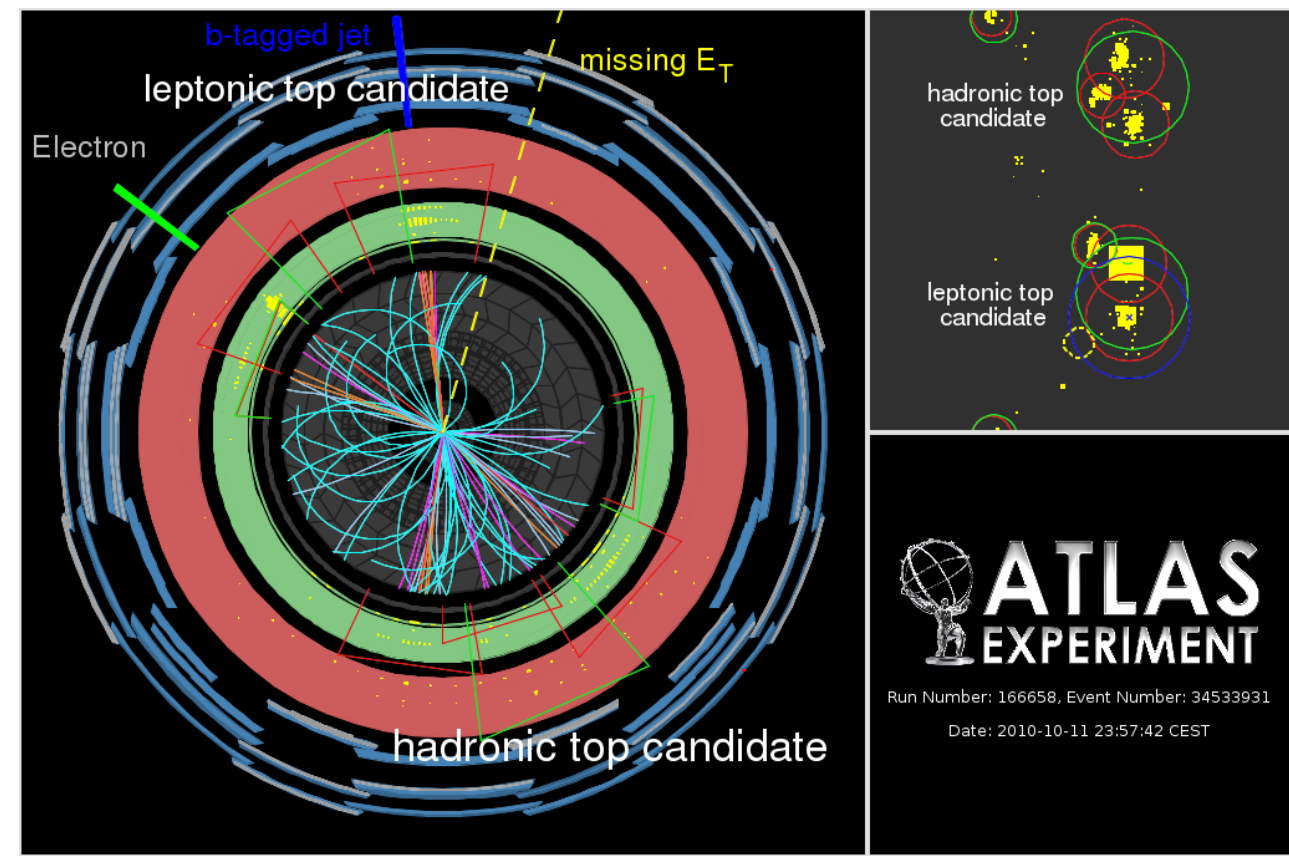 b-tagged jet
missing E_T
leptonic top candidate
Electron
hadronic top candidate
hadronic top
candidate
leptonic top
candidate
ATLAS
EXPERIMENT
Run Number: 166658, Event Number: 34533931
Date: 2010-10-11 23:57:42 CEST